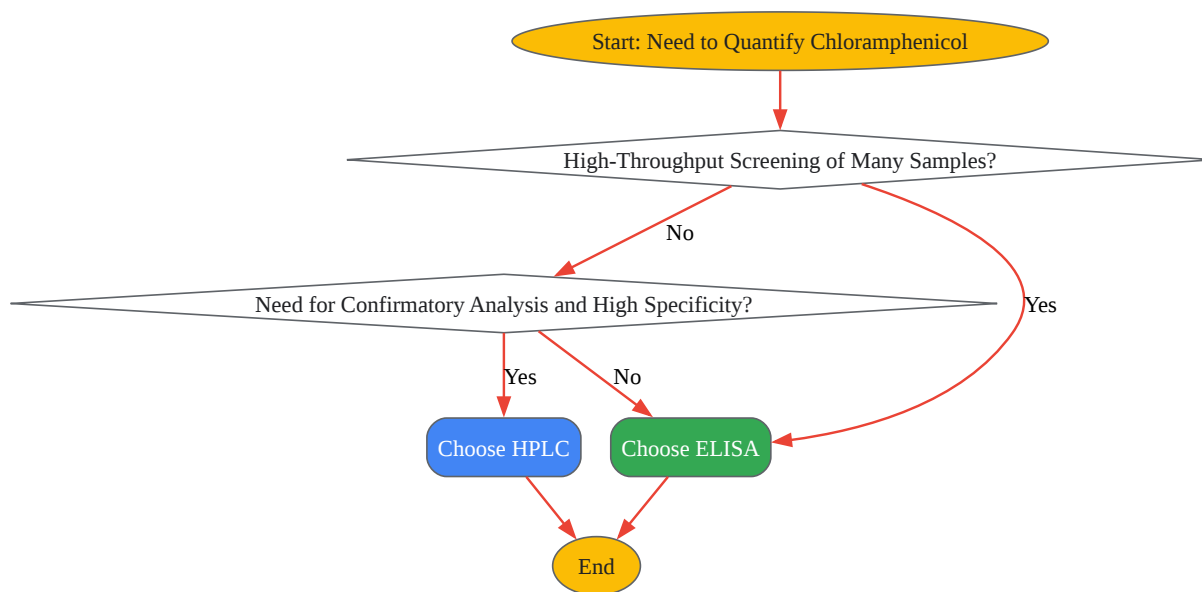 Start: Need to Quantify Chloramphenicol
High-Throughput Screening of Many Samples?
No
Need for Confirmatory Analysis and High Specificity?
Yes
Yes
No
Choose HPLC
Choose ELISA
End